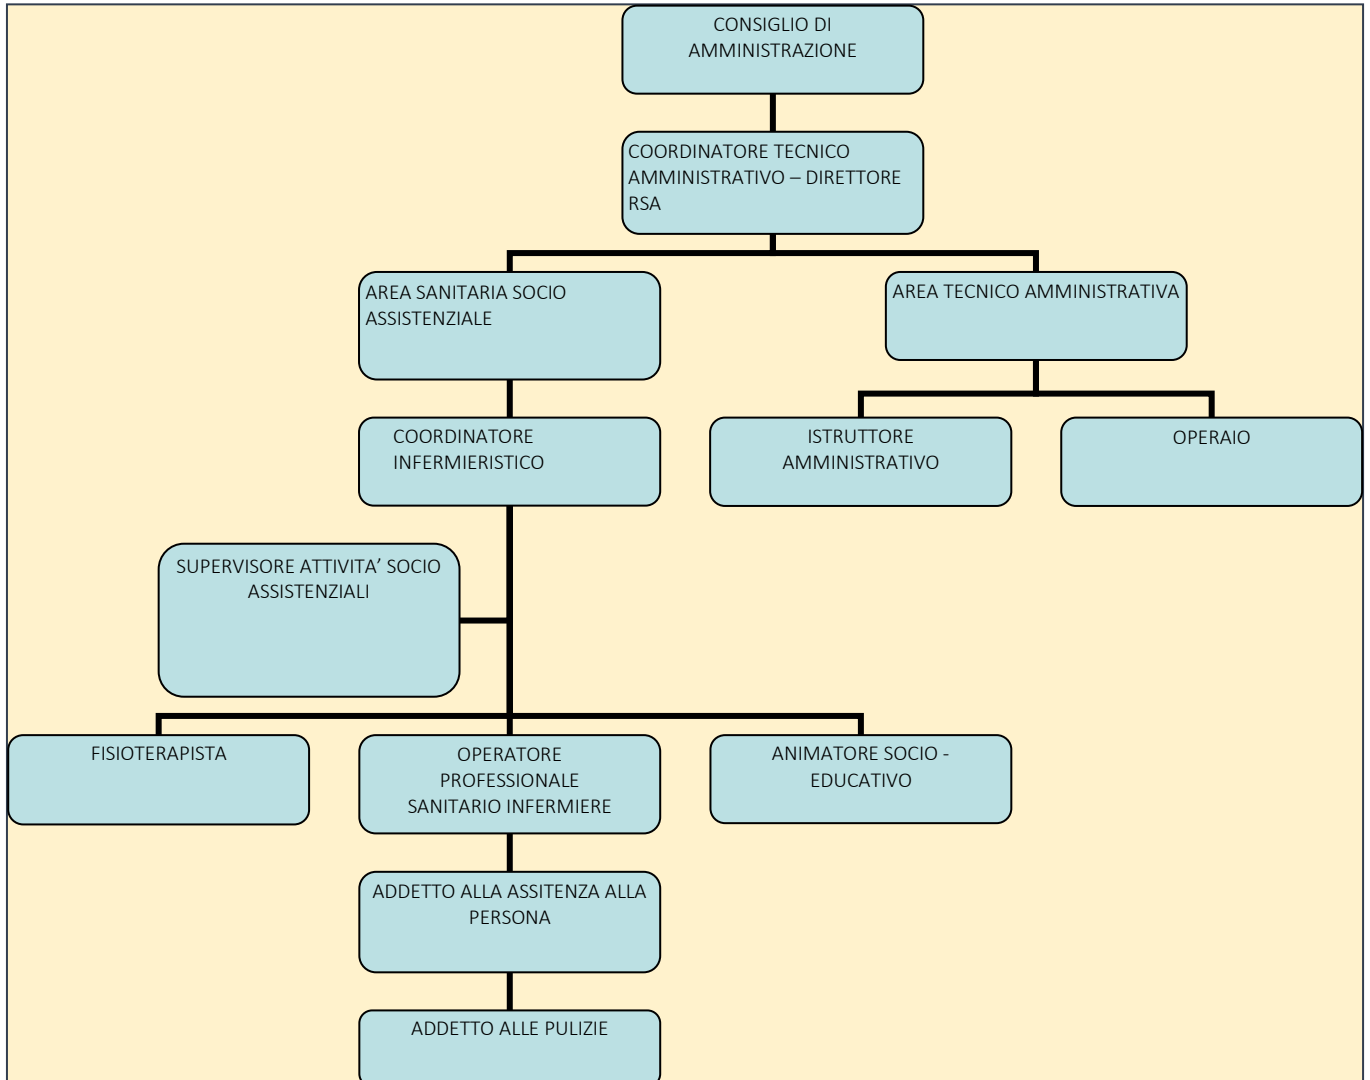 CONSIGLIO DI
AMMINISTRAZIONE
COORDINATORE TECNICO
AMMINISTRATIVO – DIRETTORE
RSA
AREA SANITARIA SOCIO
ASSISTENZIALE
AREA TECNICO AMMINISTRATIVA
COORDINATORE
INFERMIERISTICO
ISTRUTTORE
AMMINISTRATIVO
OPERAIO
SUPERVISORE ATTIVITA’ SOCIO
ASSISTENZIALI
FISIOTERAPISTA
OPERATORE
PROFESSIONALE
SANITARIO INFERMIERE
ANIMATORE SOCIO -
EDUCATIVO
ADDETTO ALLA ASSITENZA ALLA
PERSONA
ADDETTO ALLE PULIZIE